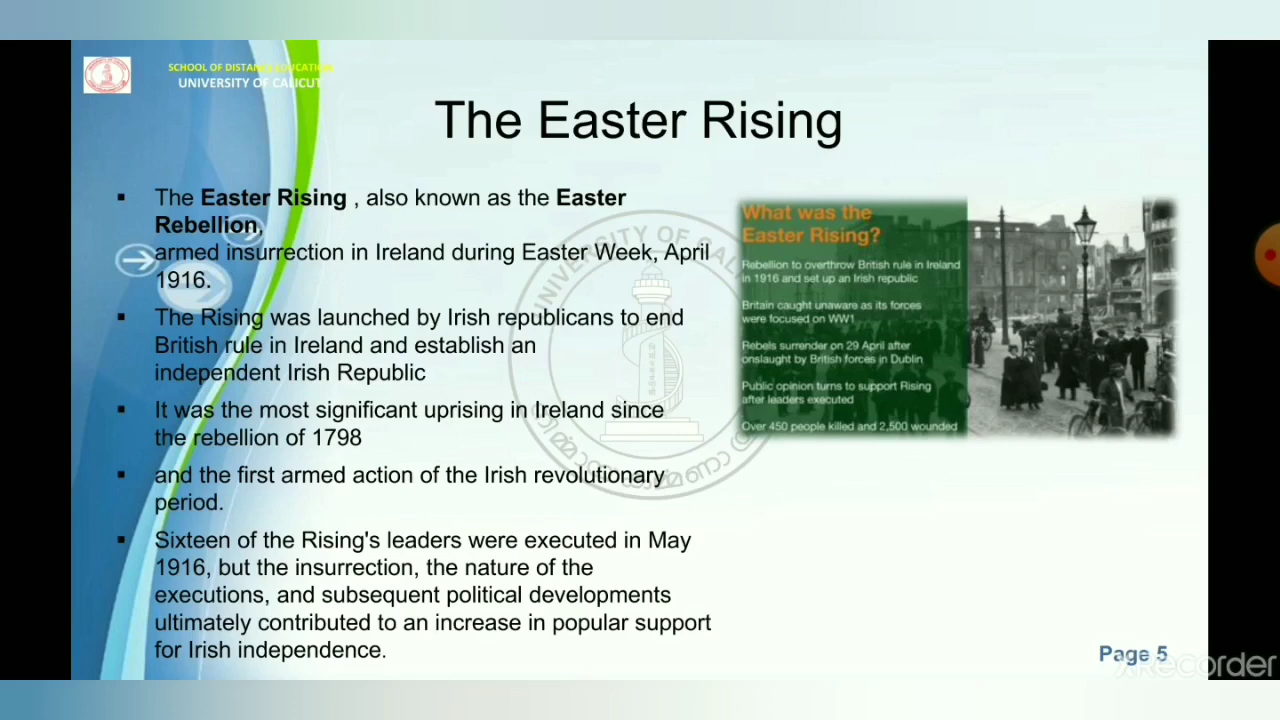 SCHOOL OF DISTANCE EDUCATION
UNIVERSITY OF CALICUT
The Easter Rising
▪ The Easter Rising , also known as the Easter
Rebellion,
armed insurrection in Ireland during Easter Week, April
1916.
▪ The Rising was launched by Irish republicans to end
British rule in Ireland and establish an
independent Irish Republic
▪ It was the most significant uprising in Ireland since
the rebellion of 1798
▪ and the first armed action of the Irish revolutionary
period.
▪ Sixteen of the Rising's leaders were executed in May
1916, but the insurrection, the nature of the
executions, and subsequent political developments
ultimately contributed to an increase in popular support
for Irish independence.
What was the
Easter Rising?
Rebellion to overthrow British rule in Ireland
in 1916 and set up an Irish republic
Britain caught unaware as its forces
were focused on WW1
Rebels surrender on 29 April after
onslaught by British forces in Dublin
Public opinion turns to support Rising
after leaders executed
Over 450 people killed and 2,500 wounded
UNIVERSITY OF CAL
Page 5
XRecorder